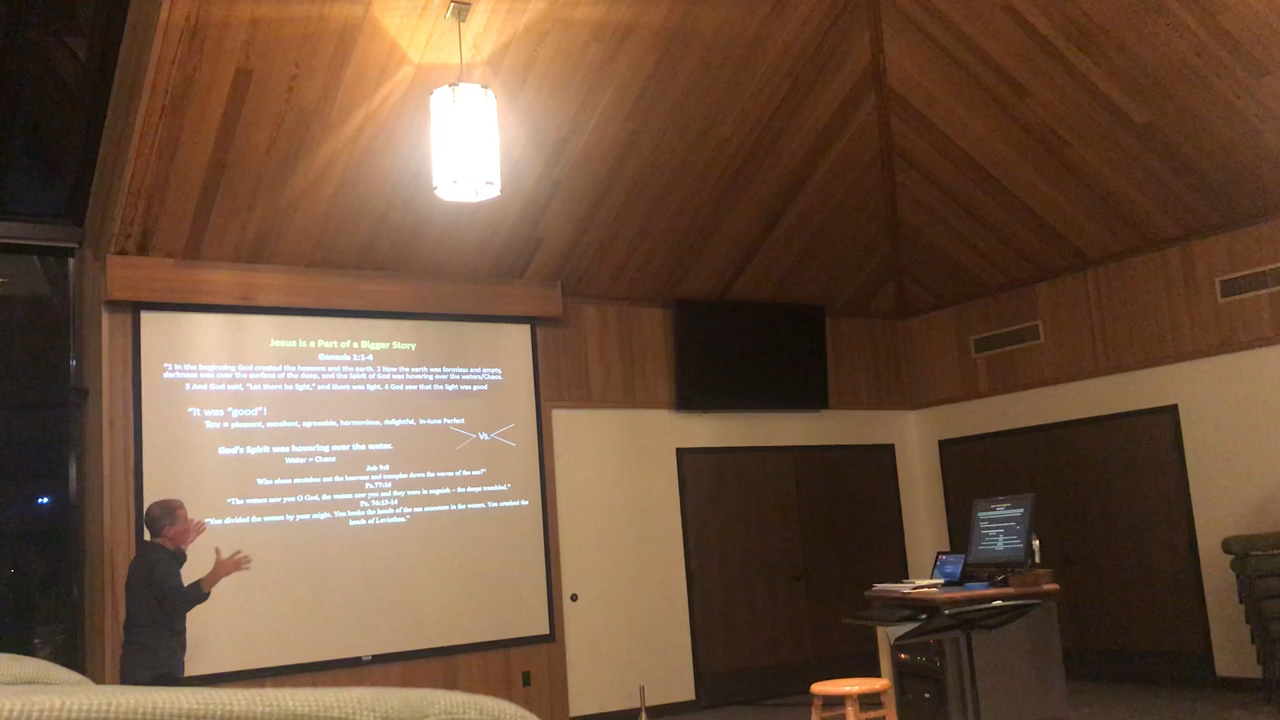 Jesus is a Part of a Bigger Story
Genesis 1:1-4
"1 In the beginning God created the heavens and the earth. 2 Now the earth was formless and empty,
darkness was over the surface of the deep, and the Spirit of God was hovering over the waters/Chaos.
3 And God said, "Let there be light," and there was light. 4 God saw that the light was good
"It was "good"!
Tov = pleasant, excellent, agreeable, harmonius, delightful, in-tune Perfect
Vs.
God's Spirit was hovering over the water.
Water = Chaos
Job 9:8
Who alone stretches out the heavens and tramples down the waves of the sea?"
Ps.77:16
"The waters saw you O God, the waters saw you and they were in anguish – the deeps trembled."
Ps. 74:13-14
"You divided the waters by your might. You broke the heads of the sea monsters in the waters. You crushed the
heads of Leviathan."